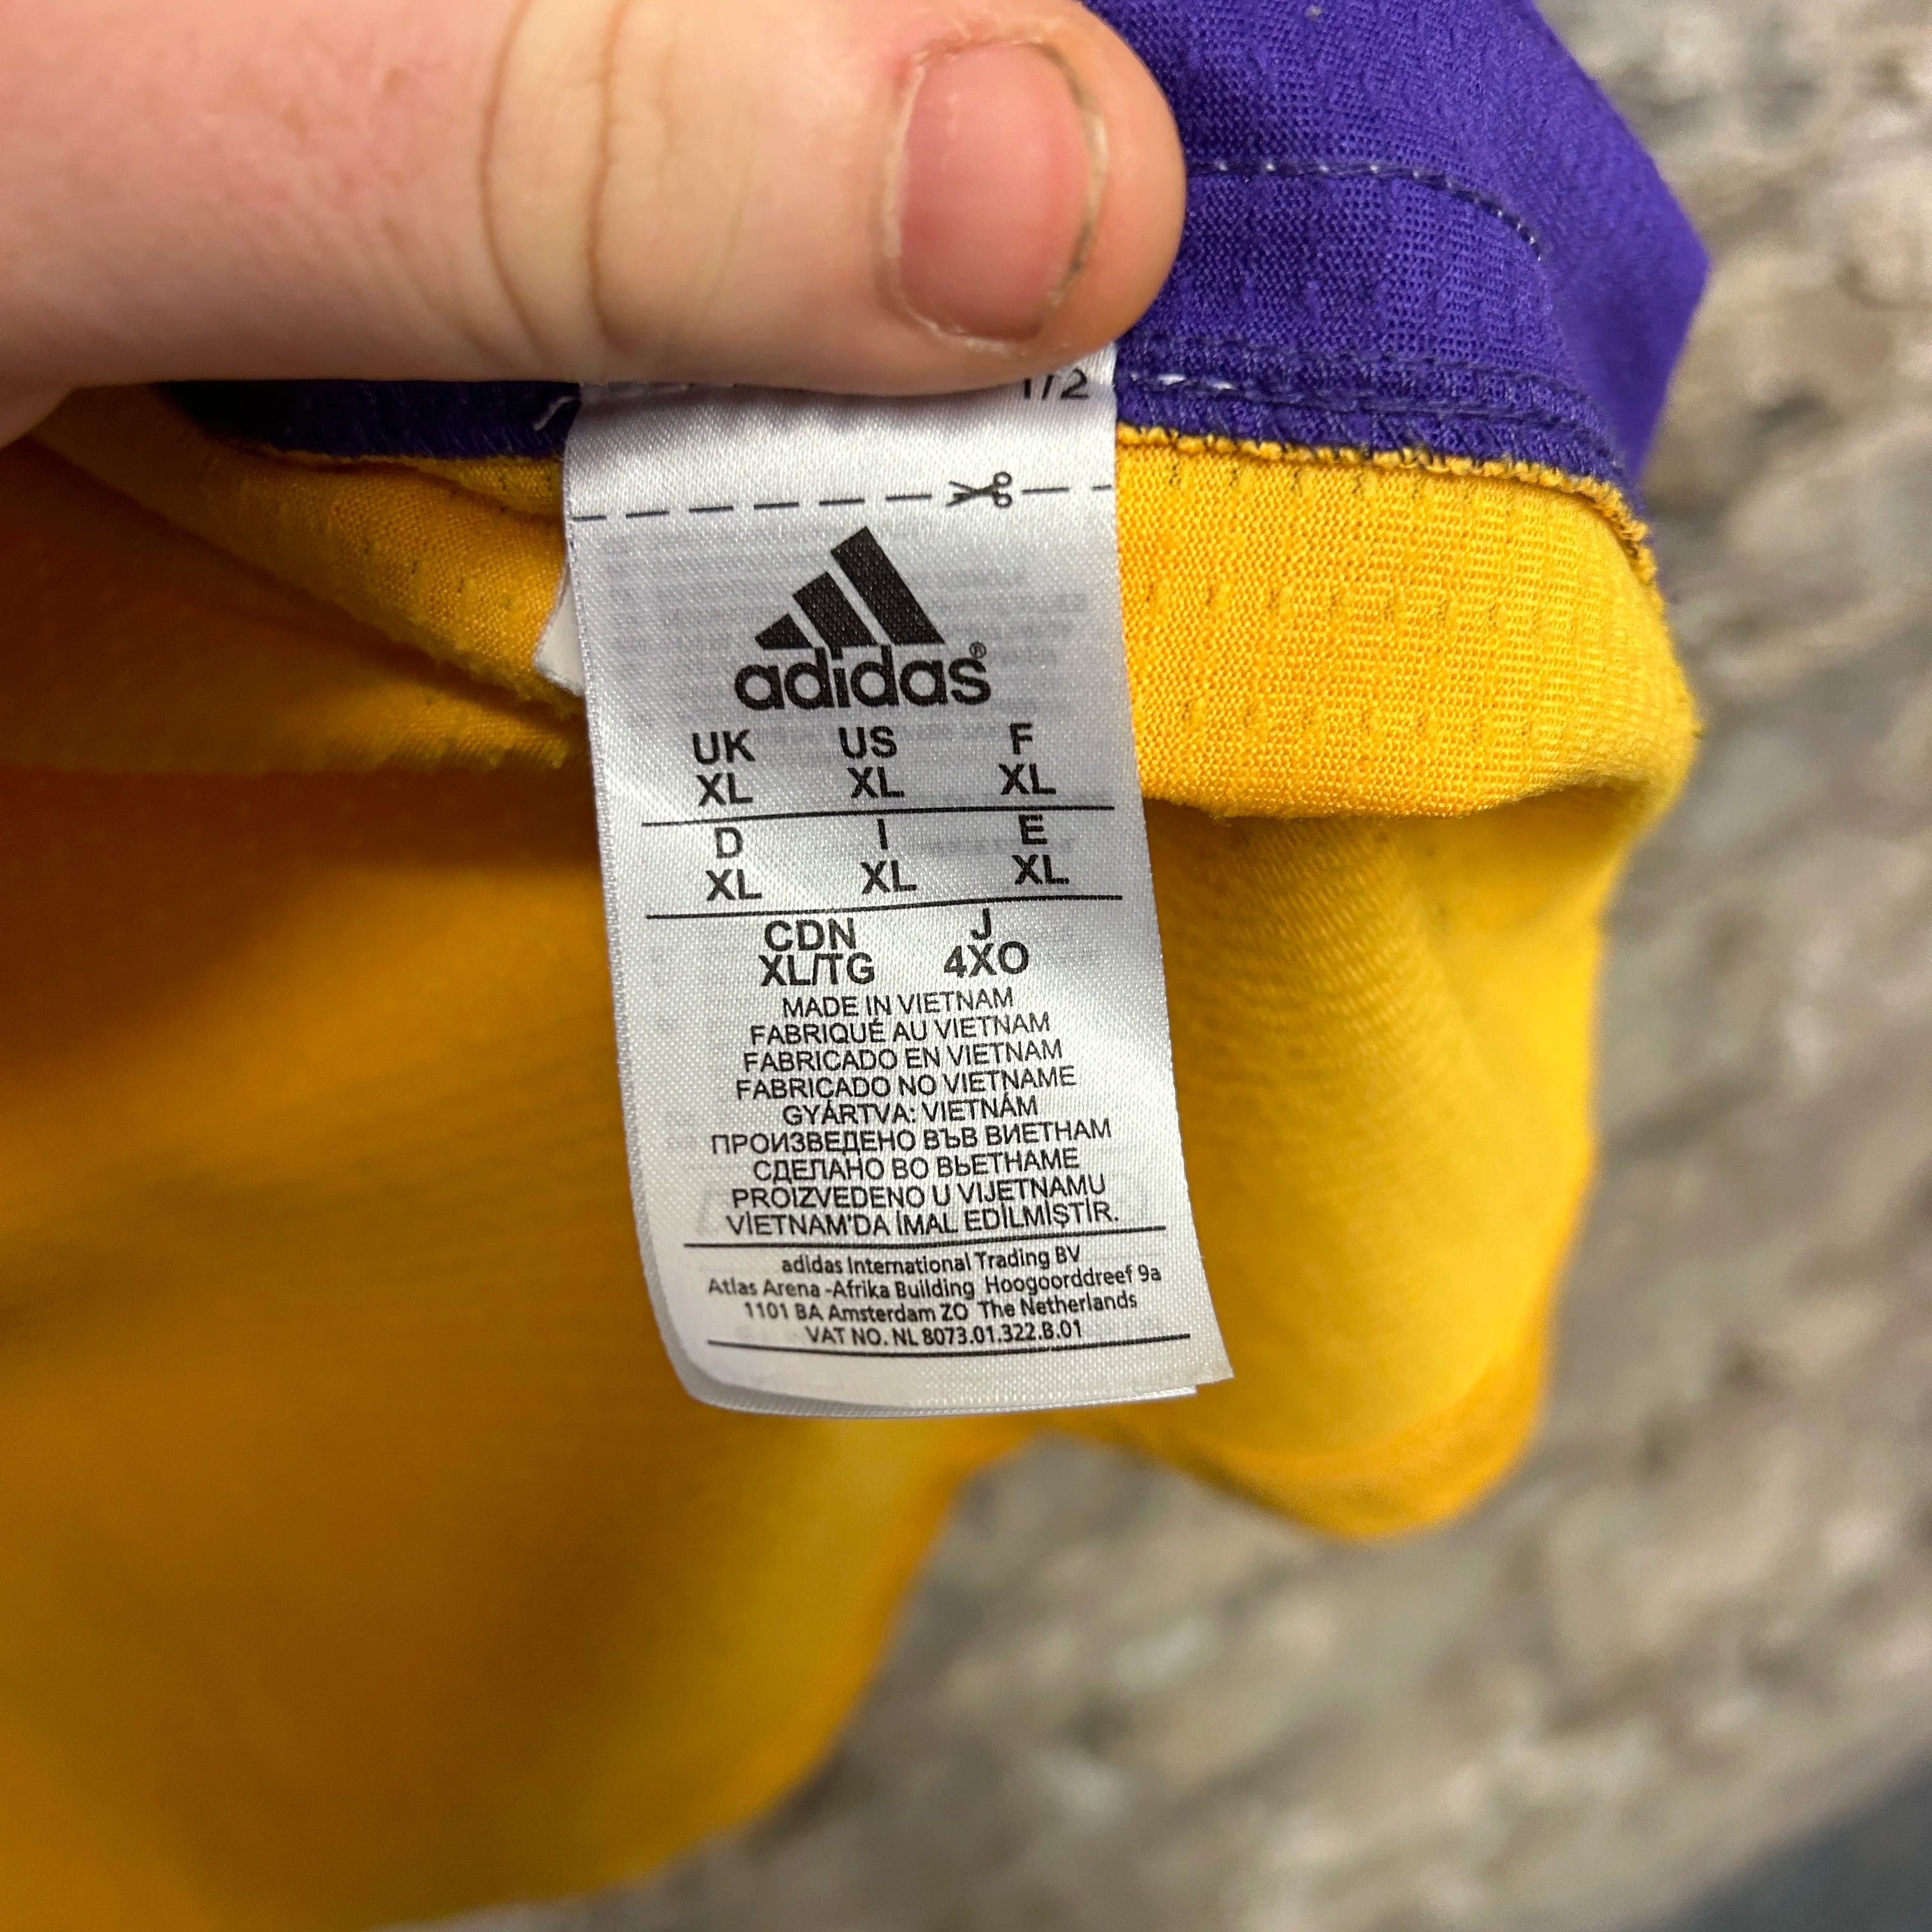 1/2
adidas®
UK US F
XL XL XL
D I E
XL XL XL
CDN J
XL/TG 4XO
MADE IN VIETNAM
FABRIQUÉ AU VIETNAM
FABRICADO EN VIETNAM
FABRICADO NO VIETNAME
GYÁRTVA: VIETNÁM
ПРОИЗВЕДЕНО ВЪВ ВИЕТНАМ
СДЕЛАНО ВО ВЬЕТНАМЕ
PROIZVEDENO U VIJETNAMU
VİETNAM'DA İMAL EDİLMİŞTİR.
adidas International Trading BV
Atlas Arena -Afrika Building Hoogoorddreef 9a
1101 BA Amsterdam ZO The Netherlands
VAT NO. NL 8073.01.322.B.01